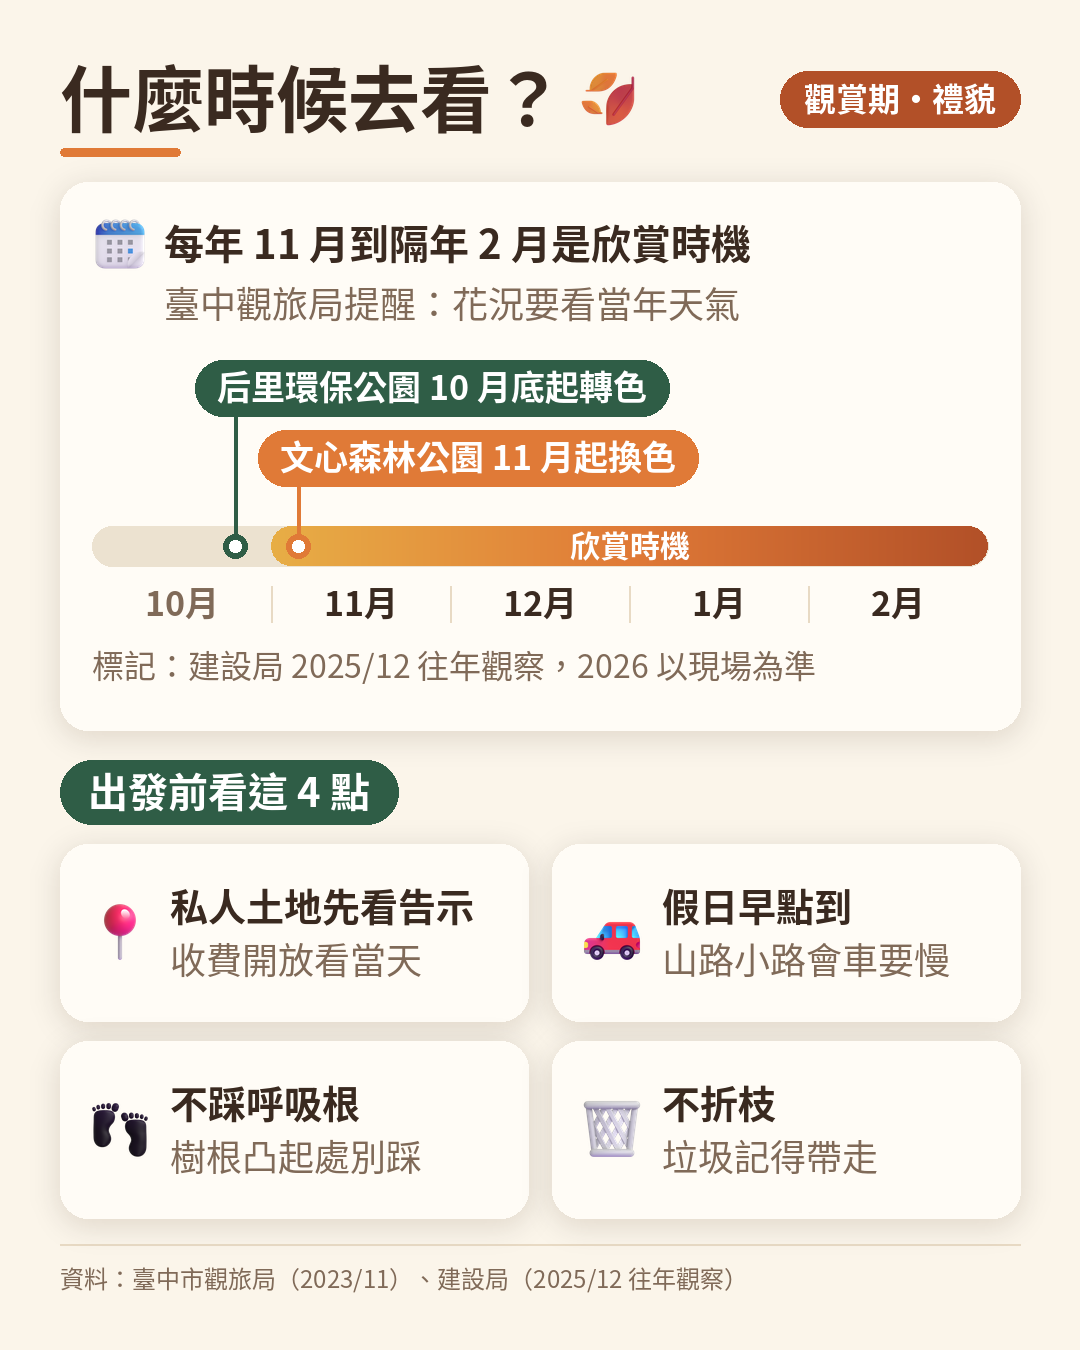 什麼時候去看？
觀賞期・禮貌
每年 11 月到隔年 2 月是欣賞時機
臺中觀旅局提醒：花況要看當年天氣
后里環保公園 10 月底起轉色
文心森林公園 11 月起換色
欣賞時機
10月
11月
12月
1月
2月
標記：建設局 2025/12 往年觀察，2026 以現場為準
出發前看這 4 點
私人土地先看告示
收費開放看當天
假日早點到
山路小路會車要慢
不踩呼吸根
樹根凸起處別踩
不折枝
垃圾記得帶走
資料：臺中市觀旅局（2023/11）、建設局（2025/12 往年觀察）